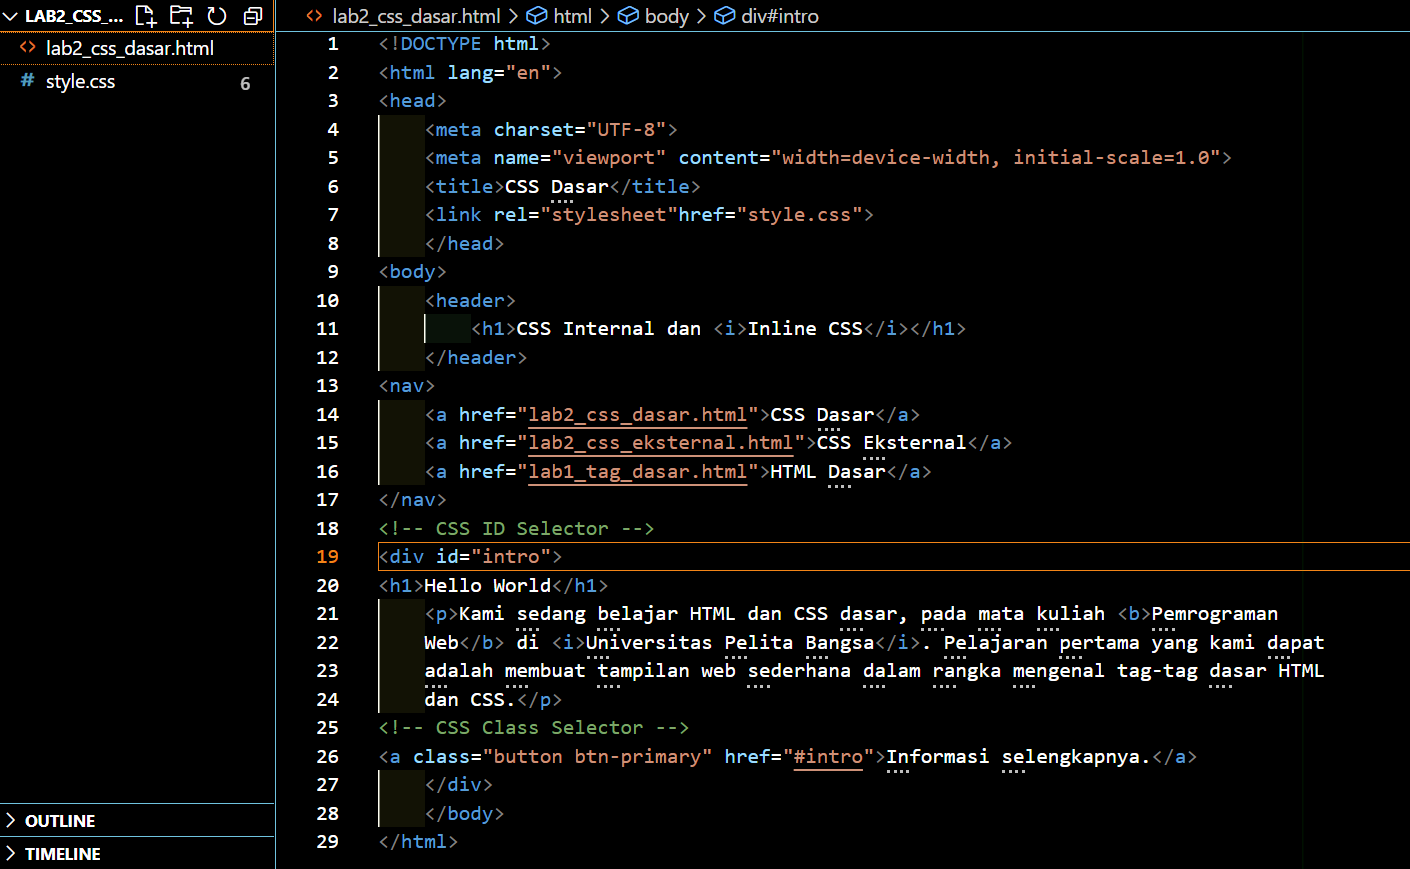 LAB2_CSS_...
lab2_css_dasar.html
# style.css 6
OUTLINE
TIMELINE
lab2_css_dasar.html > html > body > div#intro
1 <!DOCTYPE html>
2 <html lang="en">
3 <head>
4 <meta charset="UTF-8">
5 <meta name="viewport" content="width=device-width, initial-scale=1.0">
6 <title>CSS Dasar</title>
7 <link rel="stylesheet"href="style.css">
8 </head>
9 <body>
10 <header>
11 <h1>CSS Internal dan <i>Inline CSS</i></h1>
12 </header>
13 <nav>
14 <a href="lab2_css_dasar.html">CSS Dasar</a>
15 <a href="lab2_css_eksternal.html">CSS Eksternal</a>
16 <a href="lab1_tag_dasar.html">HTML Dasar</a>
17 </nav>
18 <!-- CSS ID Selector -->
19 <div id="intro">
20 <h1>Hello World</h1>
21 <p>Kami sedang belajar HTML dan CSS dasar, pada mata kuliah <b>Pemrograman
22 Web</b> di <i>Universitas Pelita Bangsa</i>. Pelajaran pertama yang kami dapat
23 adalah membuat tampilan web sederhana dalam rangka mengenal tag-tag dasar HTML
24 dan CSS.</p>
25 <!-- CSS Class Selector -->
26 <a class="button btn-primary" href="#intro">Informasi selengkapnya.</a>
27 </div>
28 </body>
29 </html>